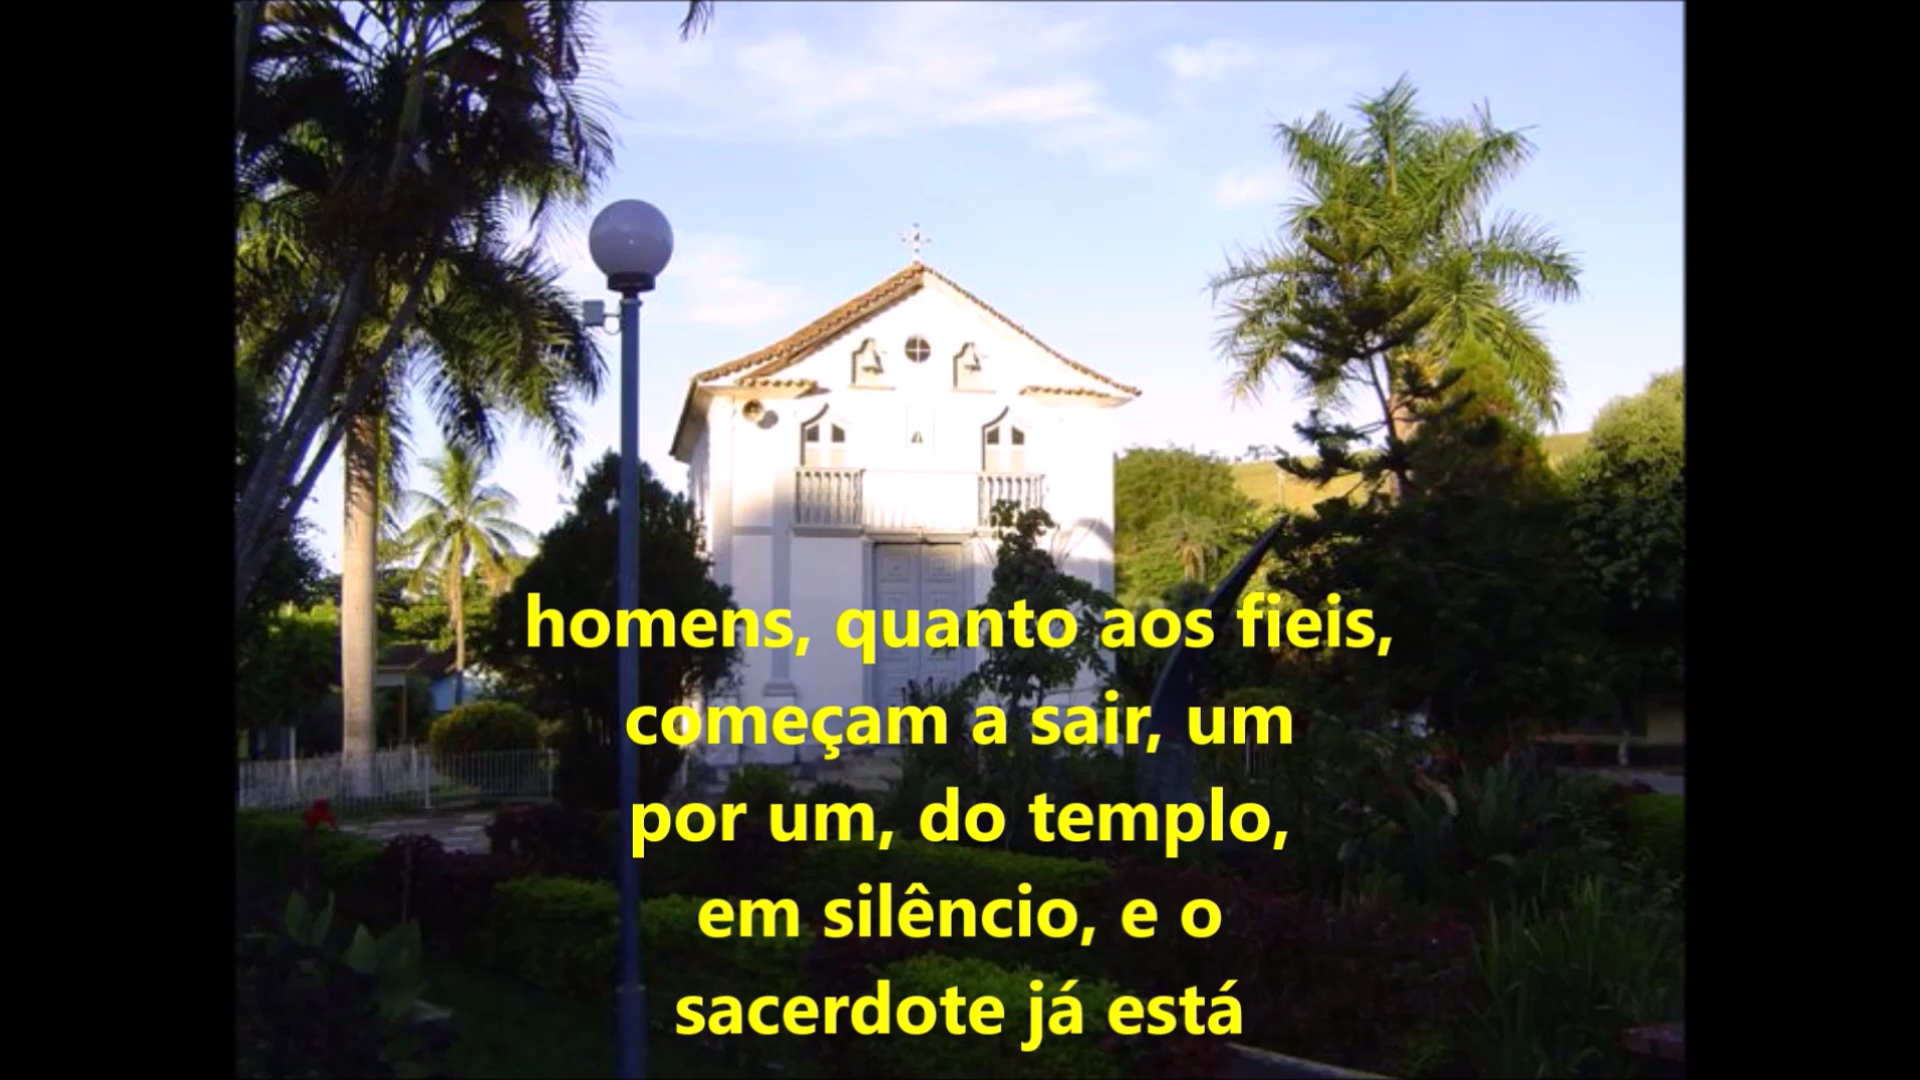 homens, quanto aos fieis,
começam a sair, um
por um, do templo,
em silêncio, e o
sacerdote já está